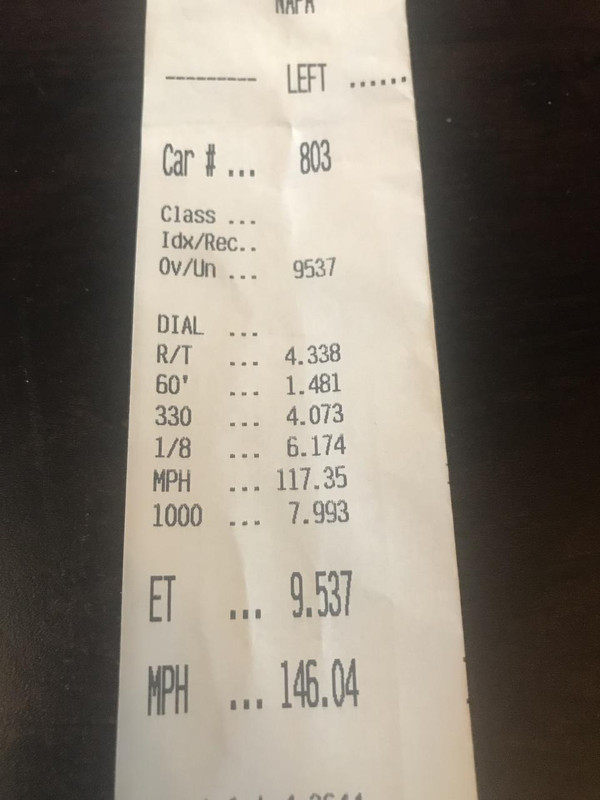 NAPA
--------- LEFT ......
Car # ... 803
Class ...
Idx/Rec..
Ov/Un ... 9537
DIAL ...
R/T ... 4.338
60' ... 1.481
330 ... 4.073
1/8 ... 6.174
MPH ... 117.35
1000 ... 7.993
ET ... 9.537
MPH ... 146.04